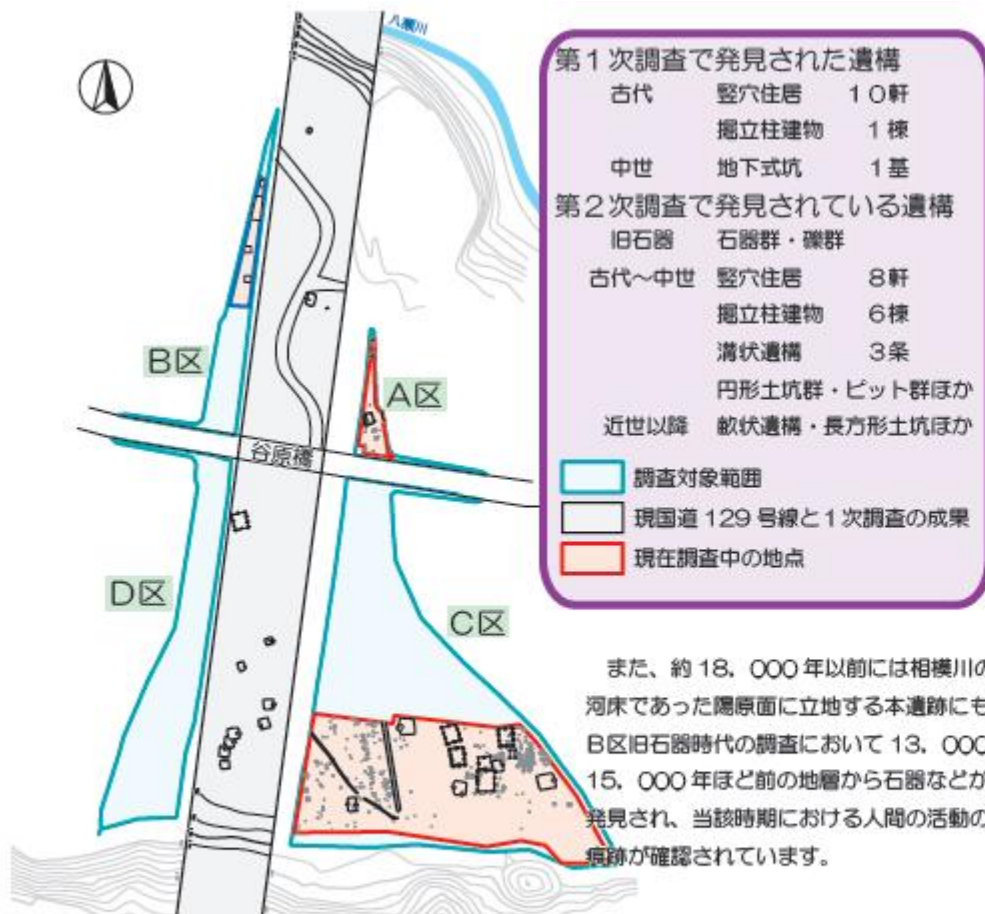 八瀬川
第1次調査で発見された遺構
古代 竪穴住居 10軒
掘立柱建物 1棟
中世 地下式坑 1基
第2次調査で発見されている遺構
旧石器 石器群・礫群
古代～中世 竪穴住居 8軒
掘立柱建物 6棟
溝状遺構 3条
円形土坑群・ピット群ほか
近世以降 畝状遺構・長方形土坑ほか
調査対象範囲
現国道129号線と1次調査の成果
現在調査中の地点
B区
A区
谷原橋
D区
C区
また、約18，000年以前には相模川の
河床であった陽原面に立地する本遺跡にも
B区旧石器時代の調査において13，000
15，000年ほど前の地層から石器などが
発見され、当該時期における人間の活動の
痕跡が確認されています。